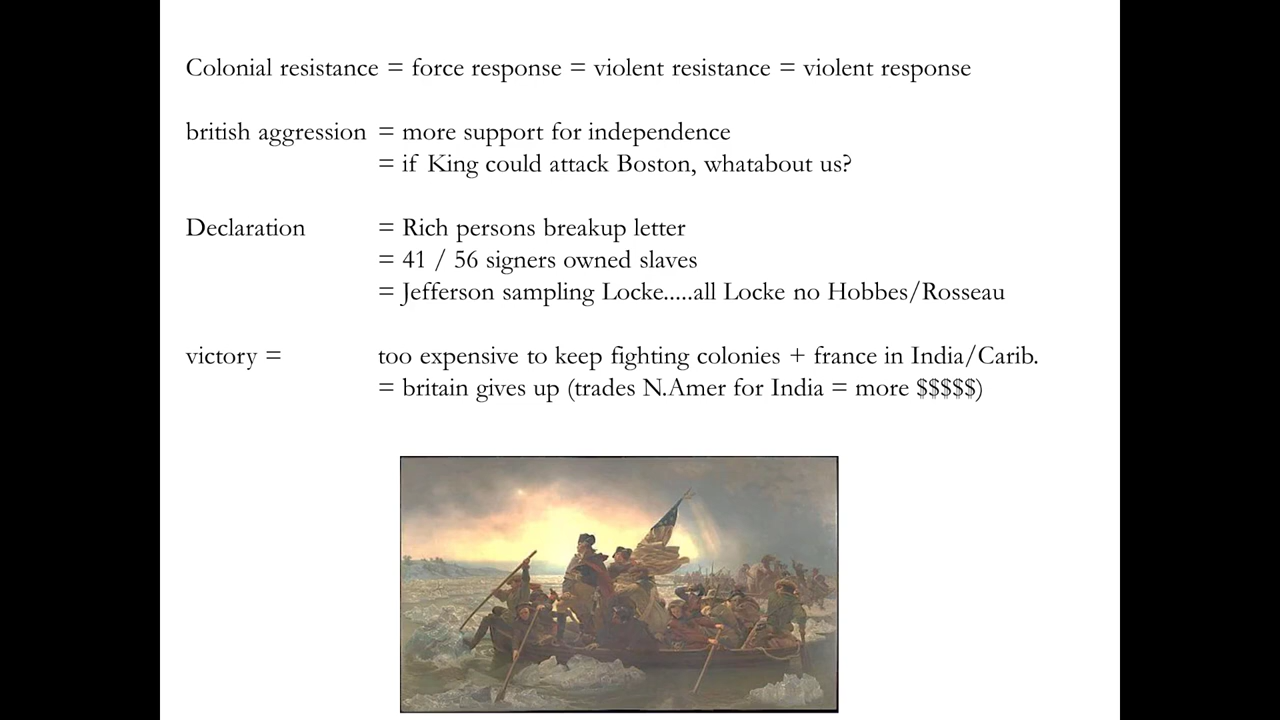 Colonial resistance = force response = violent resistance = violent response
british aggression = more support for independence
= if King could attack Boston, whatabout us?
Declaration = Rich persons breakup letter
= 41 / 56 signers owned slaves
= Jefferson sampling Locke.....all Locke no Hobbes/Rosseau
victory = too expensive to keep fighting colonies + france in India/Carib.
= britain gives up (trades N.Amer for India = more $$$$$)